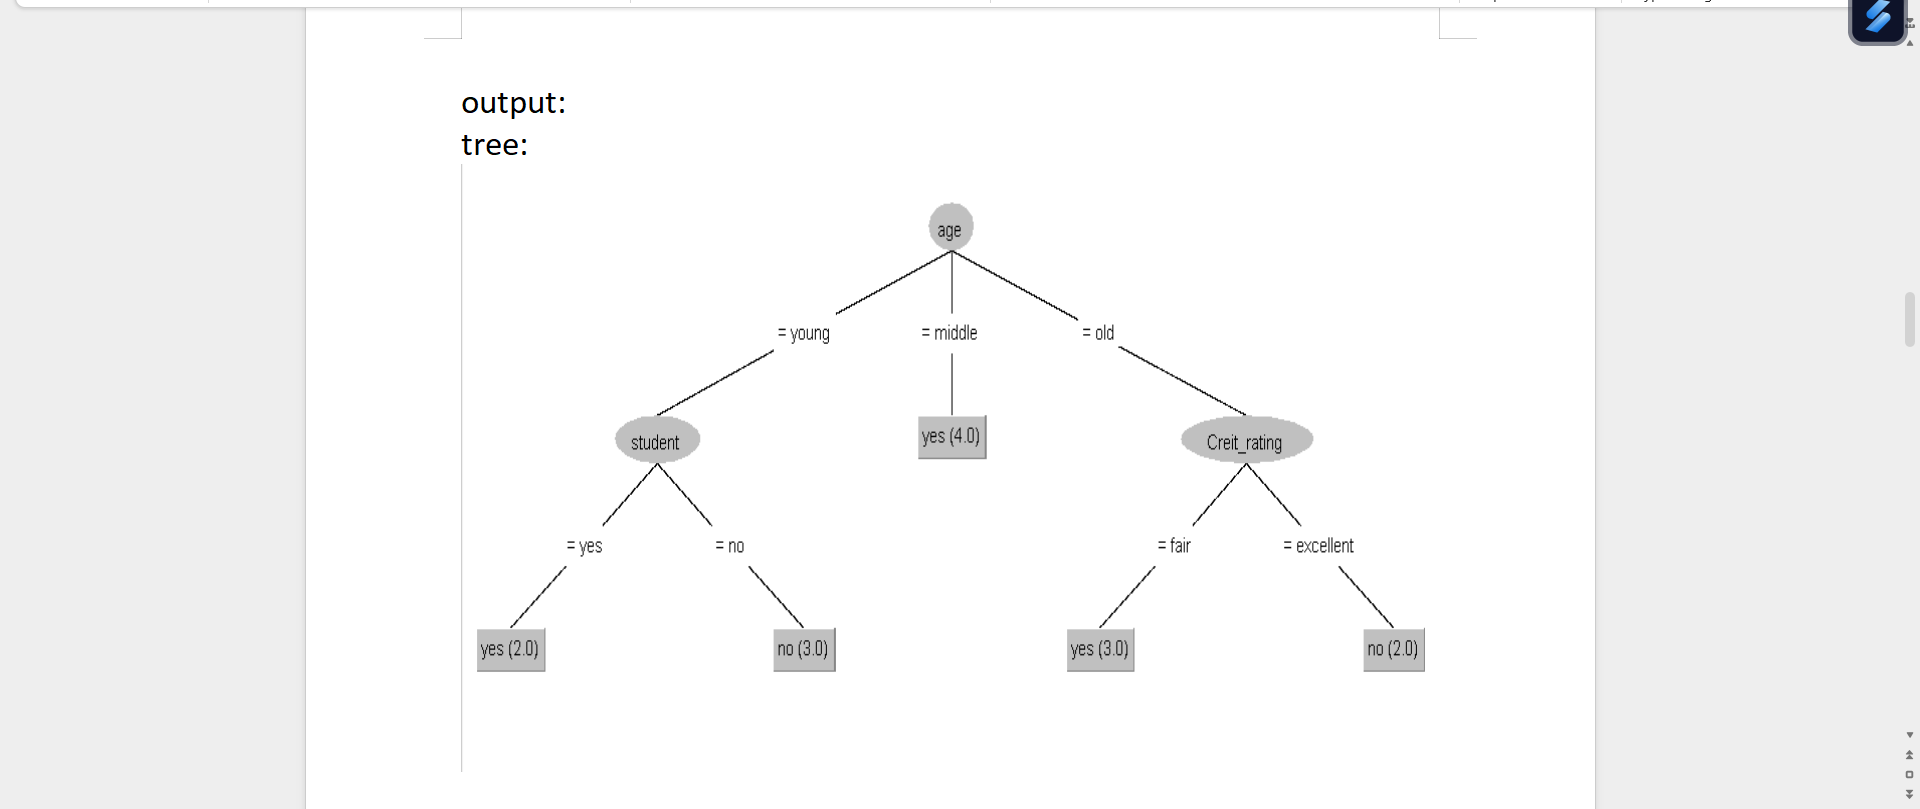 output:
tree:
age
= young = middle = old
student yes (4.0) Creit_rating
= yes = no = fair = excellent
yes (2.0) no (3.0) yes (3.0) no (2.0)